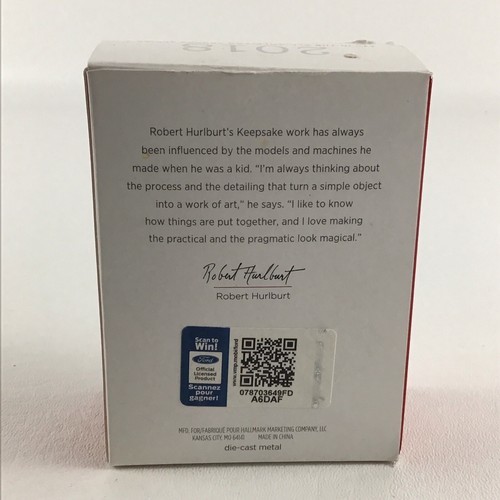 2018
Robert Hurlburt's Keepsake work has always
been influenced by the models and machines he
made when he was a kid. "I'm always thinking about
the process and the detailing that turn a simple object
into a work of art," he says. "I like to know
how things are put together, and I love making
the practical and the pragmatic look magical."
Robert Hurlburt
Robert Hurlburt
Scan to
Win!
Ford
Official
Licensed
Product
Scannez
pour
gagner!
078703649FD
A6DAF
MFG. FOR/FABRIQUÉ POUR HALLMARK MARKETING COMPANY, LLC
KANSAS CITY, MO 64141 MADE IN CHINA
die-cast metal